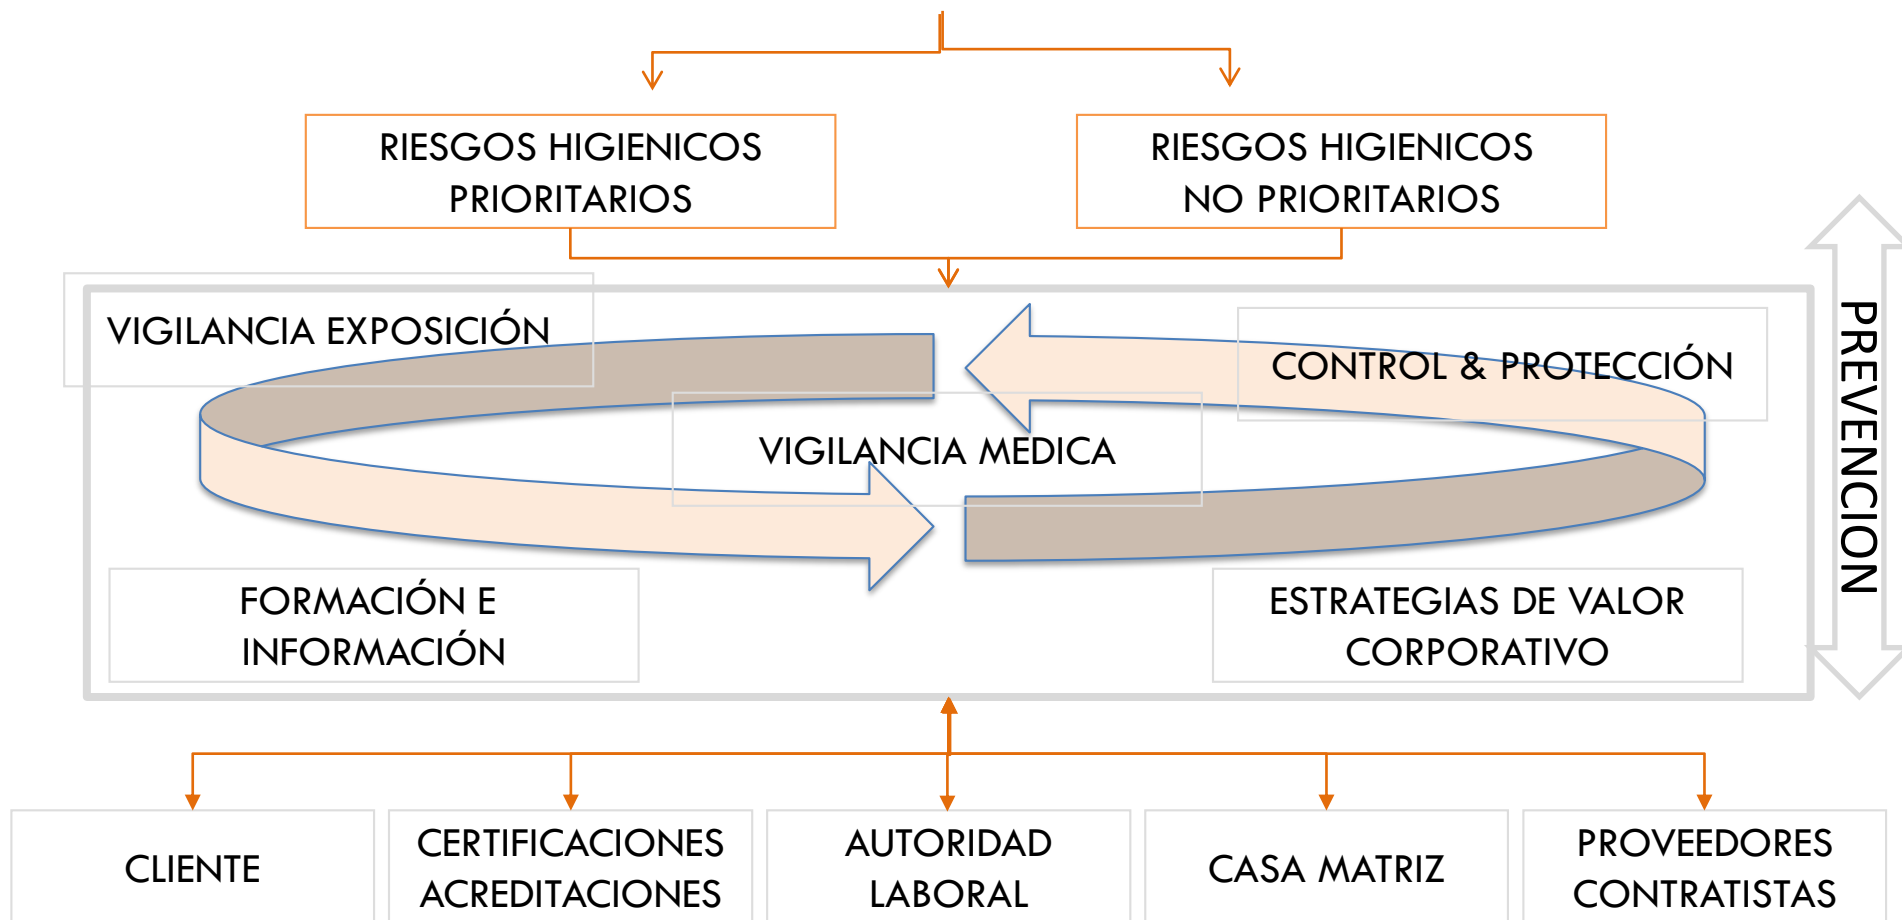 RIESGOS HIGIENICOS
PRIORITARIOS
RIESGOS HIGIENICOS
NO PRIORITARIOS
VIGILANCIA EXPOSICIÓN
CONTROL & PROTECCIÓN
VIGILANCIA MEDICA
FORMACIÓN E
INFORMACIÓN
ESTRATEGIAS DE VALOR
CORPORATIVO
PREVENCION
CLIENTE
CERTIFICACIONES
ACREDITACIONES
AUTORIDAD
LABORAL
CASA MATRIZ
PROVEEDORES
CONTRATISTAS